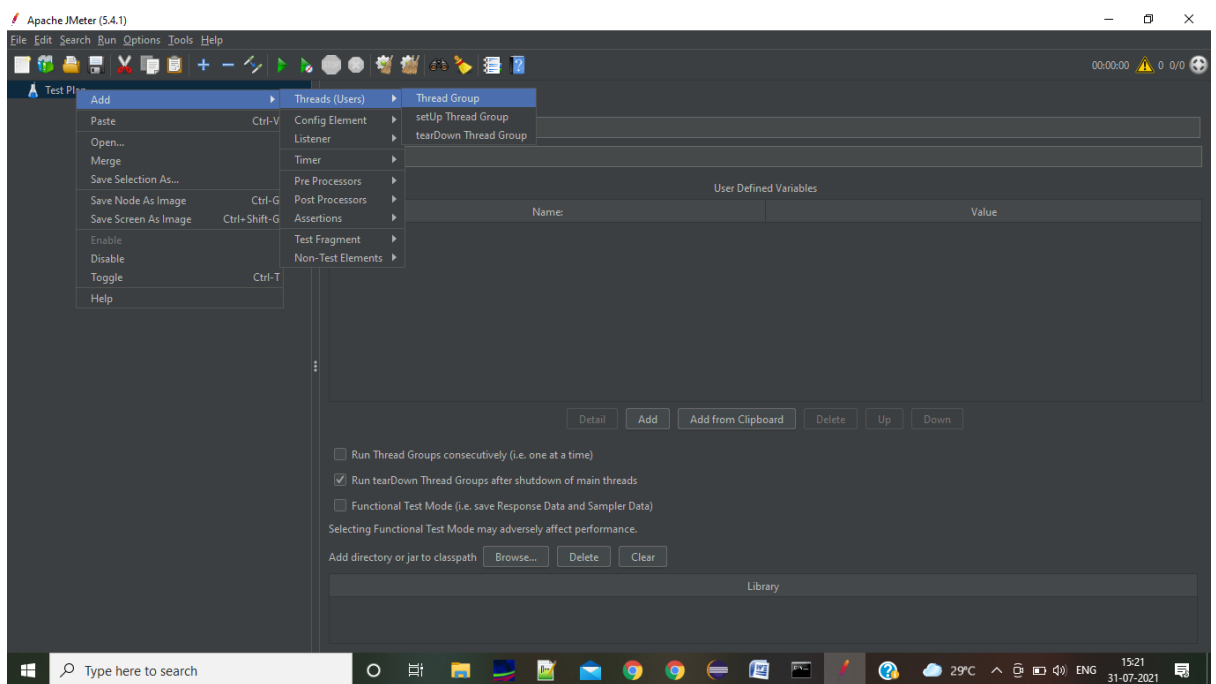 Apache JMeter (5.4.1)
File Edit Search Run Options Tools Help
00:00:00 0 0/0
Test Pla
Add
Paste Ctrl-V
Open...
Merge
Save Selection As...
Save Node As Image Ctrl-G
Save Screen As Image Ctrl+Shift-G
Enable
Disable
Toggle Ctrl-T
Help
Threads (Users)
Config Element
Listener
Timer
Pre Processors
Post Processors
Assertions
Test Fragment
Non-Test Elements
Thread Group
setUp Thread Group
tearDown Thread Group
User Defined Variables
Name: Value
Detail Add Add from Clipboard Delete Up Down
Run Thread Groups consecutively (i.e. one at a time)
Run tearDown Thread Groups after shutdown of main threads
Functional Test Mode (i.e. save Response Data and Sampler Data)
Selecting Functional Test Mode may adversely affect performance.
Add directory or jar to classpath Browse... Delete Clear
Library
Type here to search
29°C ENG 15:21
31-07-2021